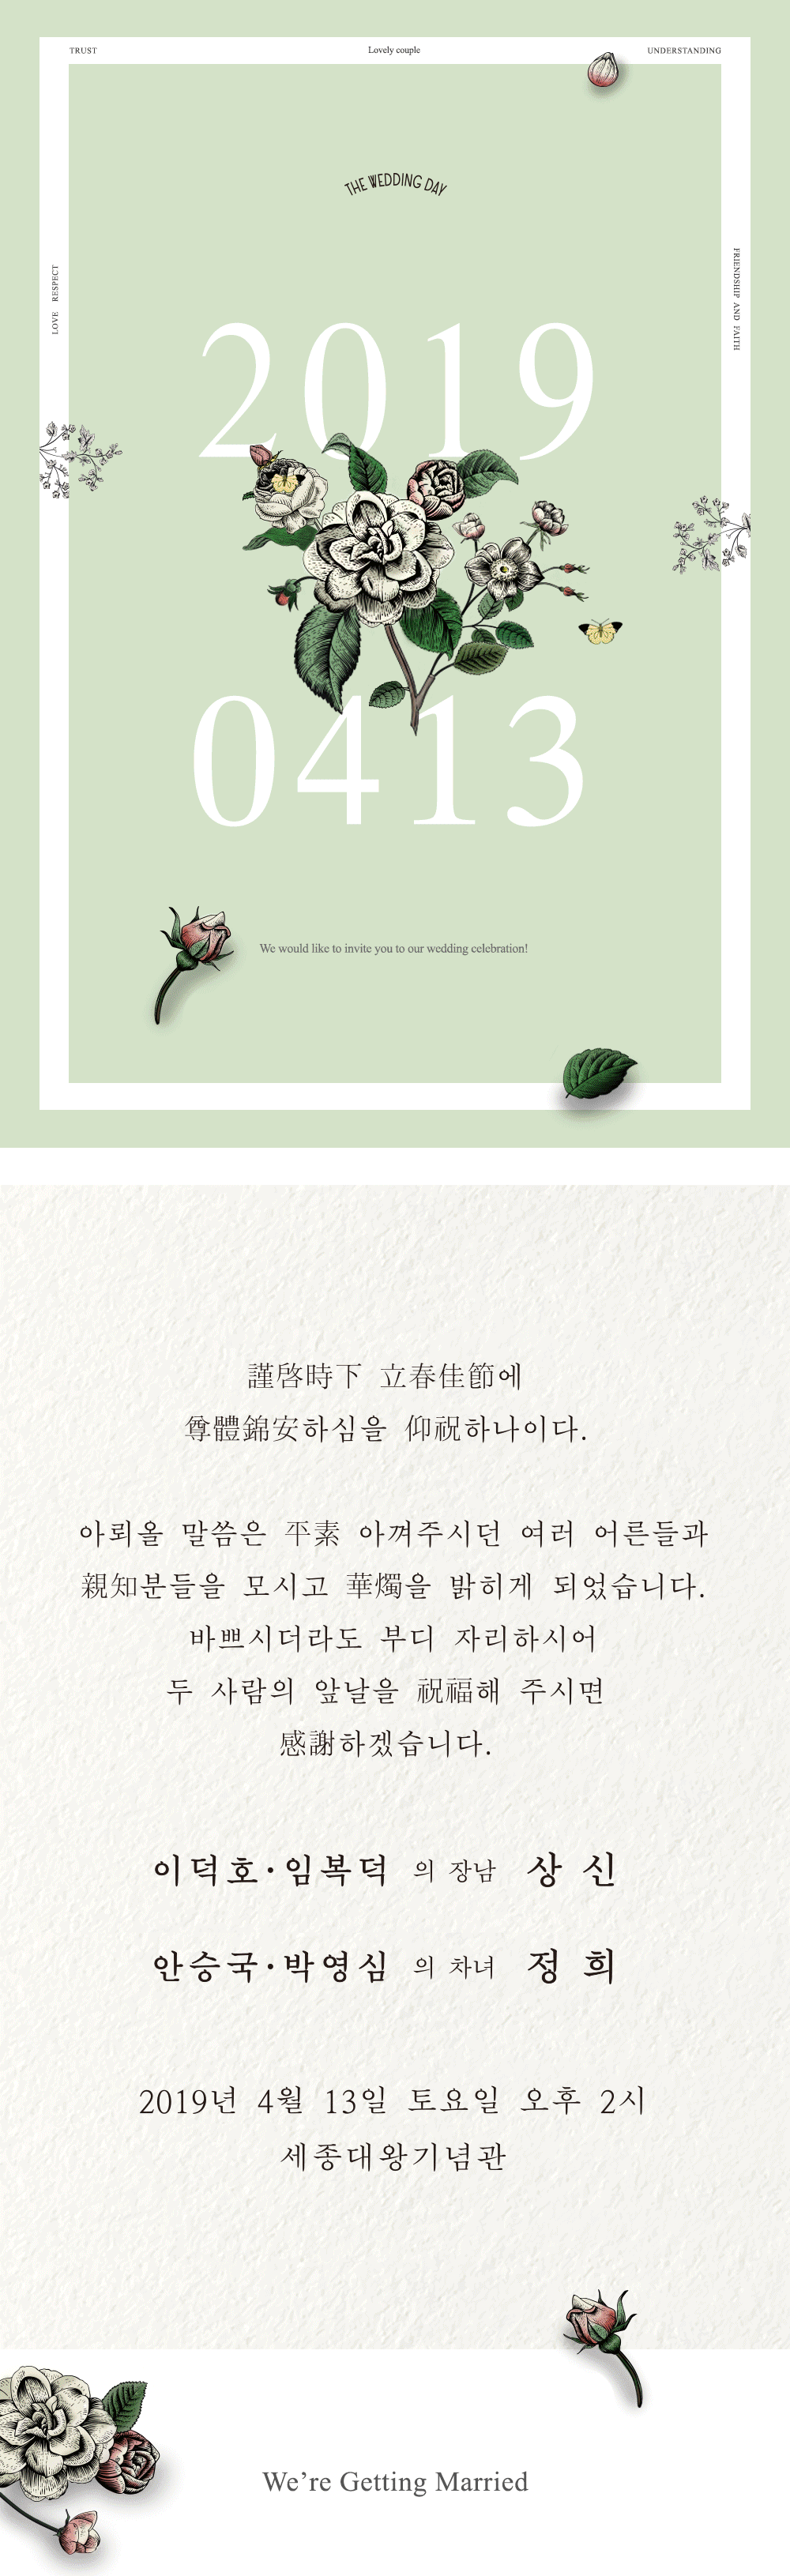 TRUST
Lovely couple
UNDERSTANDING
THE WEDDING DAY
LOVE RESPECT
FRIENDSHIP AND FAITH
2019
0413
We would like to invite you to our wedding celebration!
謹啓時下 立春佳節에
尊體錦安하심을 仰祝하나이다.
아뢰올 말씀은 平素 아껴주시던 여러 어른들과
親知분들을 모시고 華燭을 밝히게 되었습니다.
바쁘시더라도 부디 자리하시어
두 사람의 앞날을 祝福해 주시면
感謝하겠습니다.
이덕호·임복덕 의 장남 상 신
안승국·박영심 의 차녀 정 희
2019년 4월 13일 토요일 오후 2시
세종대왕기념관
We’re Getting Married